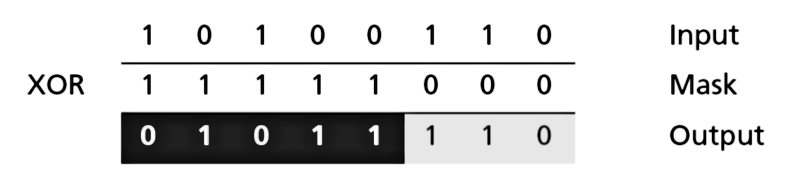 1 0 1 0 0 1 1 0 Input
XOR 1 1 1 1 1 0 0 0 Mask
0 1 0 1 1 1 1 0 Output